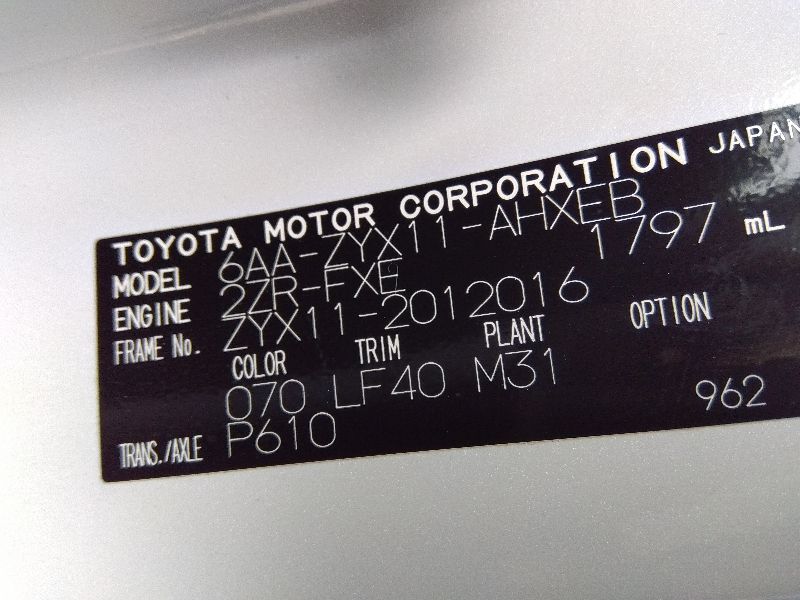 TOYOTA MOTOR CORPORATION JAPAN
MODEL 6AA-ZYX11-AHXEB
ENGINE 2ZR-FXE 1797 mL
FRAME No. ZYX11-2012016
COLOR TRIM PLANT OPTION
070 LF40 M31
TRANS./AXLE P610 962